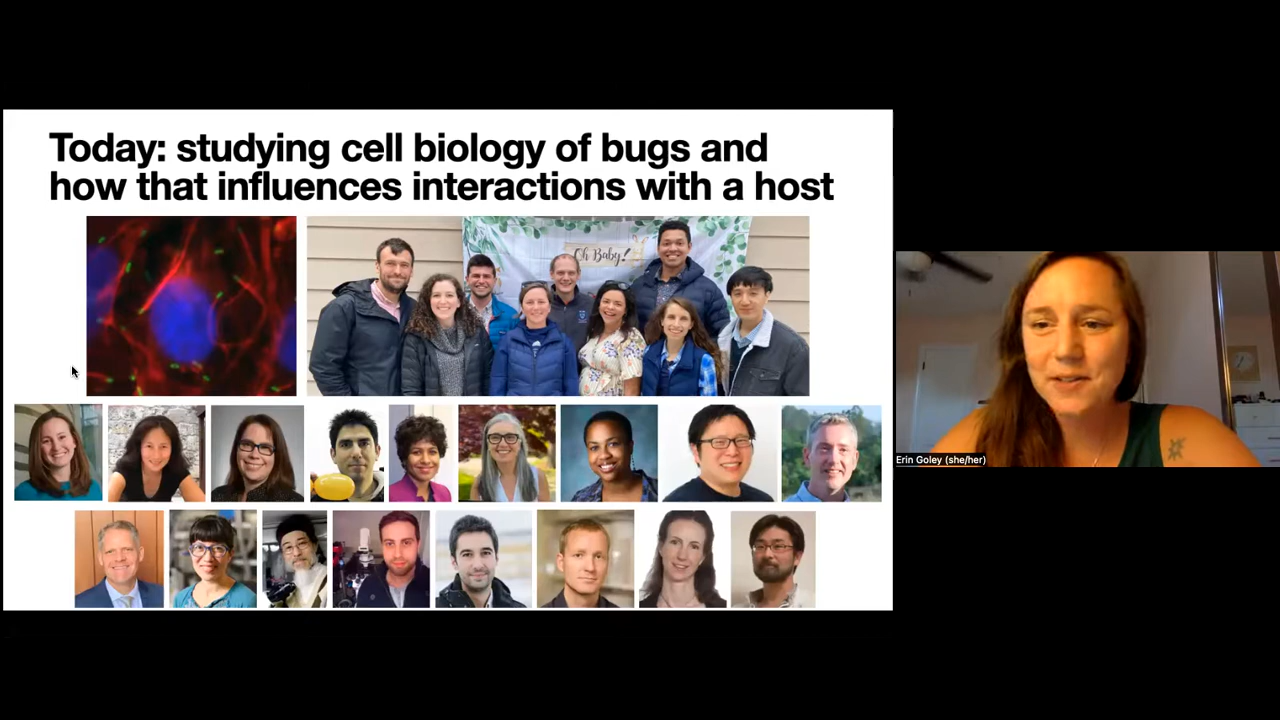 Today: studying cell biology of bugs and
how that influences interactions with a host
Oh Baby!
Erin Goley (she/her)